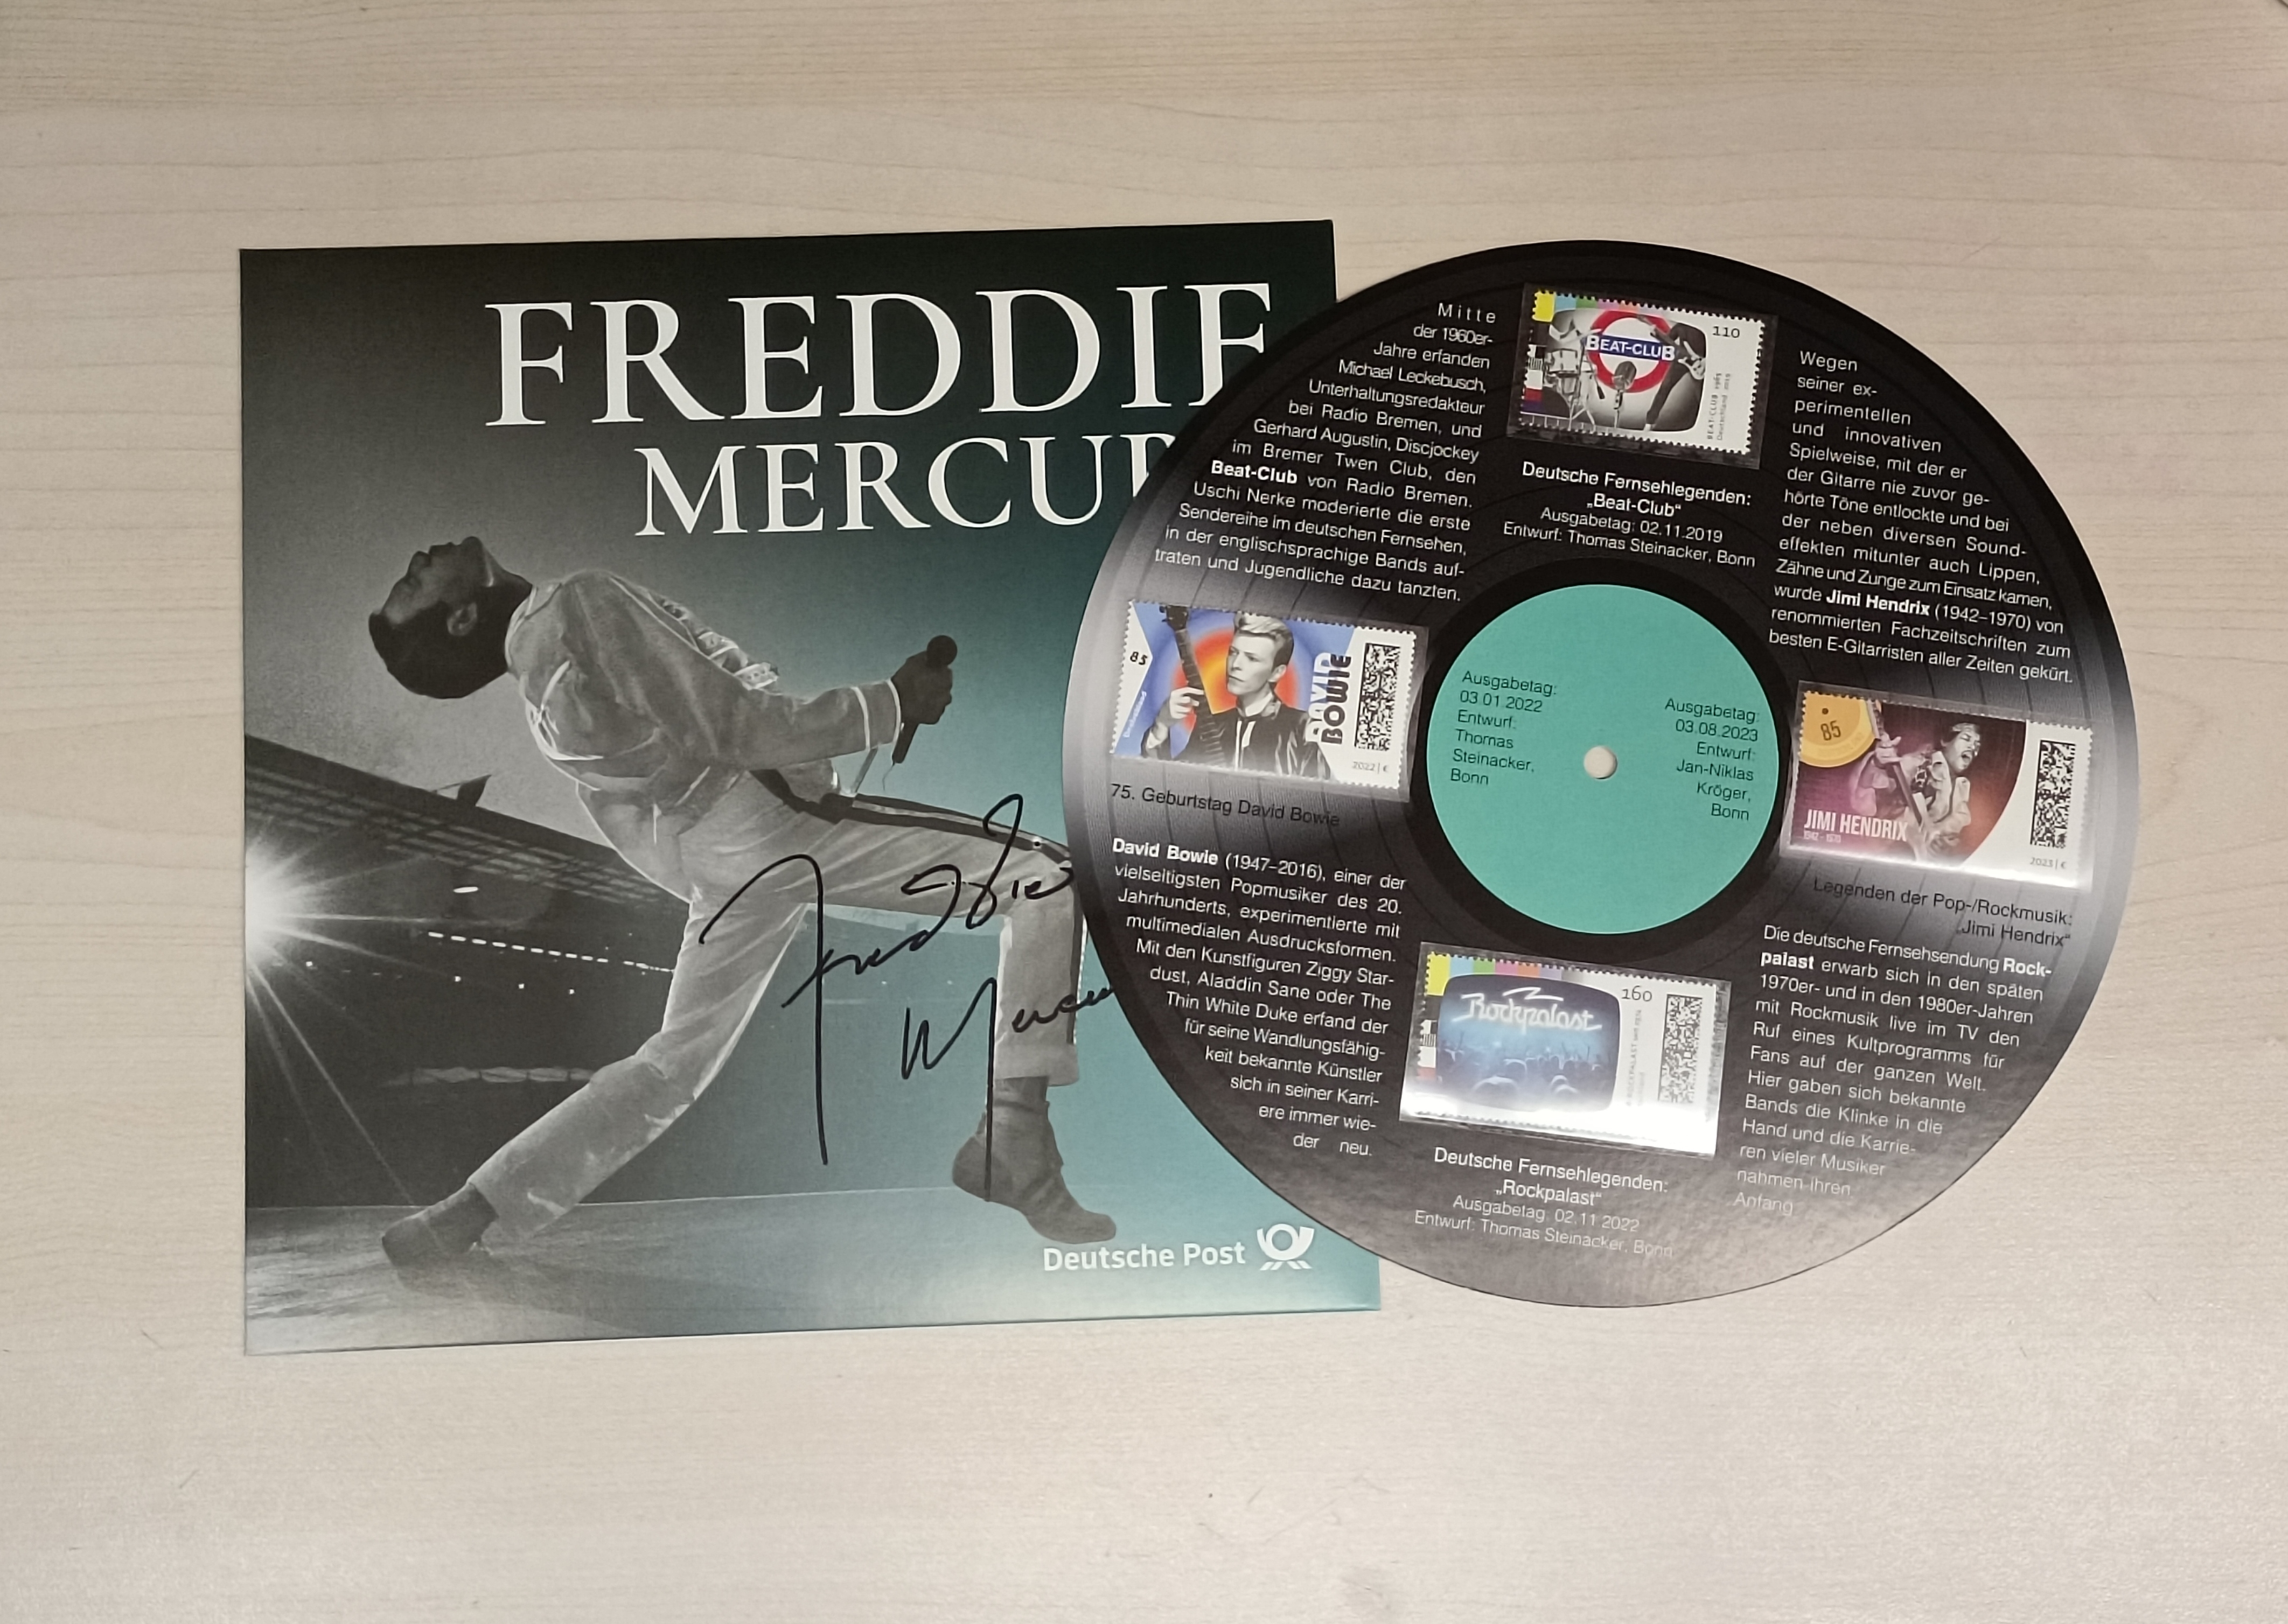 FREDDIE
MERCUR
Freddie
Mercu
Deutsche Post
Mitte
der 1960er-
Jahre erfanden
Michael Leckebusch,
Unterhaltungsredakteur
bei Radio Bremen, und
Gerhard Augustin, Discjockey
im Bremer Twen Club, den
Beat-Club von Radio Bremen.
Uschi Nerke moderierte die erste
Sendereihe im deutschen Fernsehen,
in der englischsprachige Bands auf-
traten und Jugendliche dazu tanzten.
BEAT-CLUB
110
BEAT-CLUB
Deutschland
Deutsche Fernsehlegenden:
„Beat-Club“
Ausgabetag: 02.11.2019
Entwurf: Thomas Steinacker, Bonn
Wegen
seiner ex-
perimentellen
und innovativen
Spielweise, mit der er
der Gitarre nie zuvor ge-
hörte Töne entlockte und bei
der neben diversen Sound-
effekten mitunter auch Lippen,
Zähne und Zunge zum Einsatz kamen,
wurde Jimi Hendrix (1942–1970) von
renommierten Fachzeitschriften zum
besten E-Gitarristen aller Zeiten gekürt.
85
Deutschland
DAVID
BOWIE
2022 | €
75. Geburtstag David Bowie
Ausgabetag:
03.01.2022
Entwurf:
Thomas
Steinacker,
Bonn
Ausgabetag:
03.08.2023
Entwurf:
Jan-Niklas
Kröger,
Bonn
85
JIMI HENDRIX
1942 - 1970
2023 | €
Legenden der Pop-/Rockmusik:
„Jimi Hendrix“
David Bowie (1947–2016), einer der
vielseitigsten Popmusiker des 20.
Jahrhunderts, experimentierte mit
multimedialen Ausdrucksformen.
Mit den Kunstfiguren Ziggy Star-
dust, Aladdin Sane oder The
Thin White Duke erfand der
für seine Wandlungsfähig-
keit bekannte Künstler
sich in seiner Karri-
ere immer wie-
der neu.
Rockpalast
160
Deutsche Fernsehlegenden:
„Rockpalast“
Ausgabetag: 02.11.2022
Entwurf: Thomas Steinacker, Bonn
Die deutsche Fernsehsendung Rock-
palast erwarb sich in den späten
1970er- und in den 1980er-Jahren
mit Rockmusik live im TV den
Ruf eines Kultprogramms für
Fans auf der ganzen Welt.
Hier gaben sich bekannte
Bands die Klinke in die
Hand und die Karrie-
ren vieler Musiker
nahmen ihren
Anfang